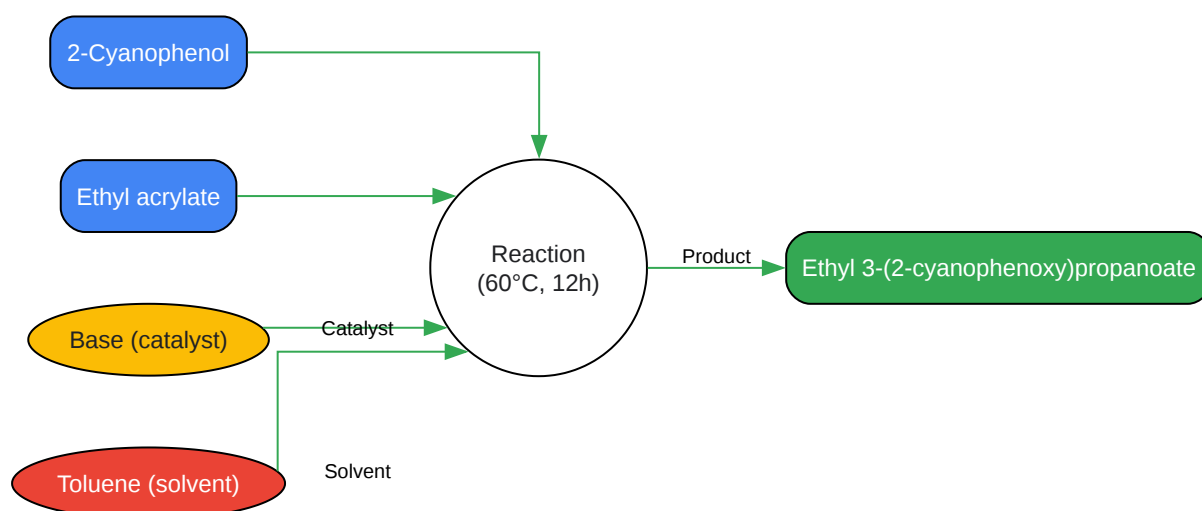 2-Cyanophenol
Ethyl acrylate
Reaction
(60°C, 12h)
Product
Ethyl 3-(2-cyanophenoxy)propanoate
Base (catalyst)
Catalyst
Toluene (solvent)
Solvent